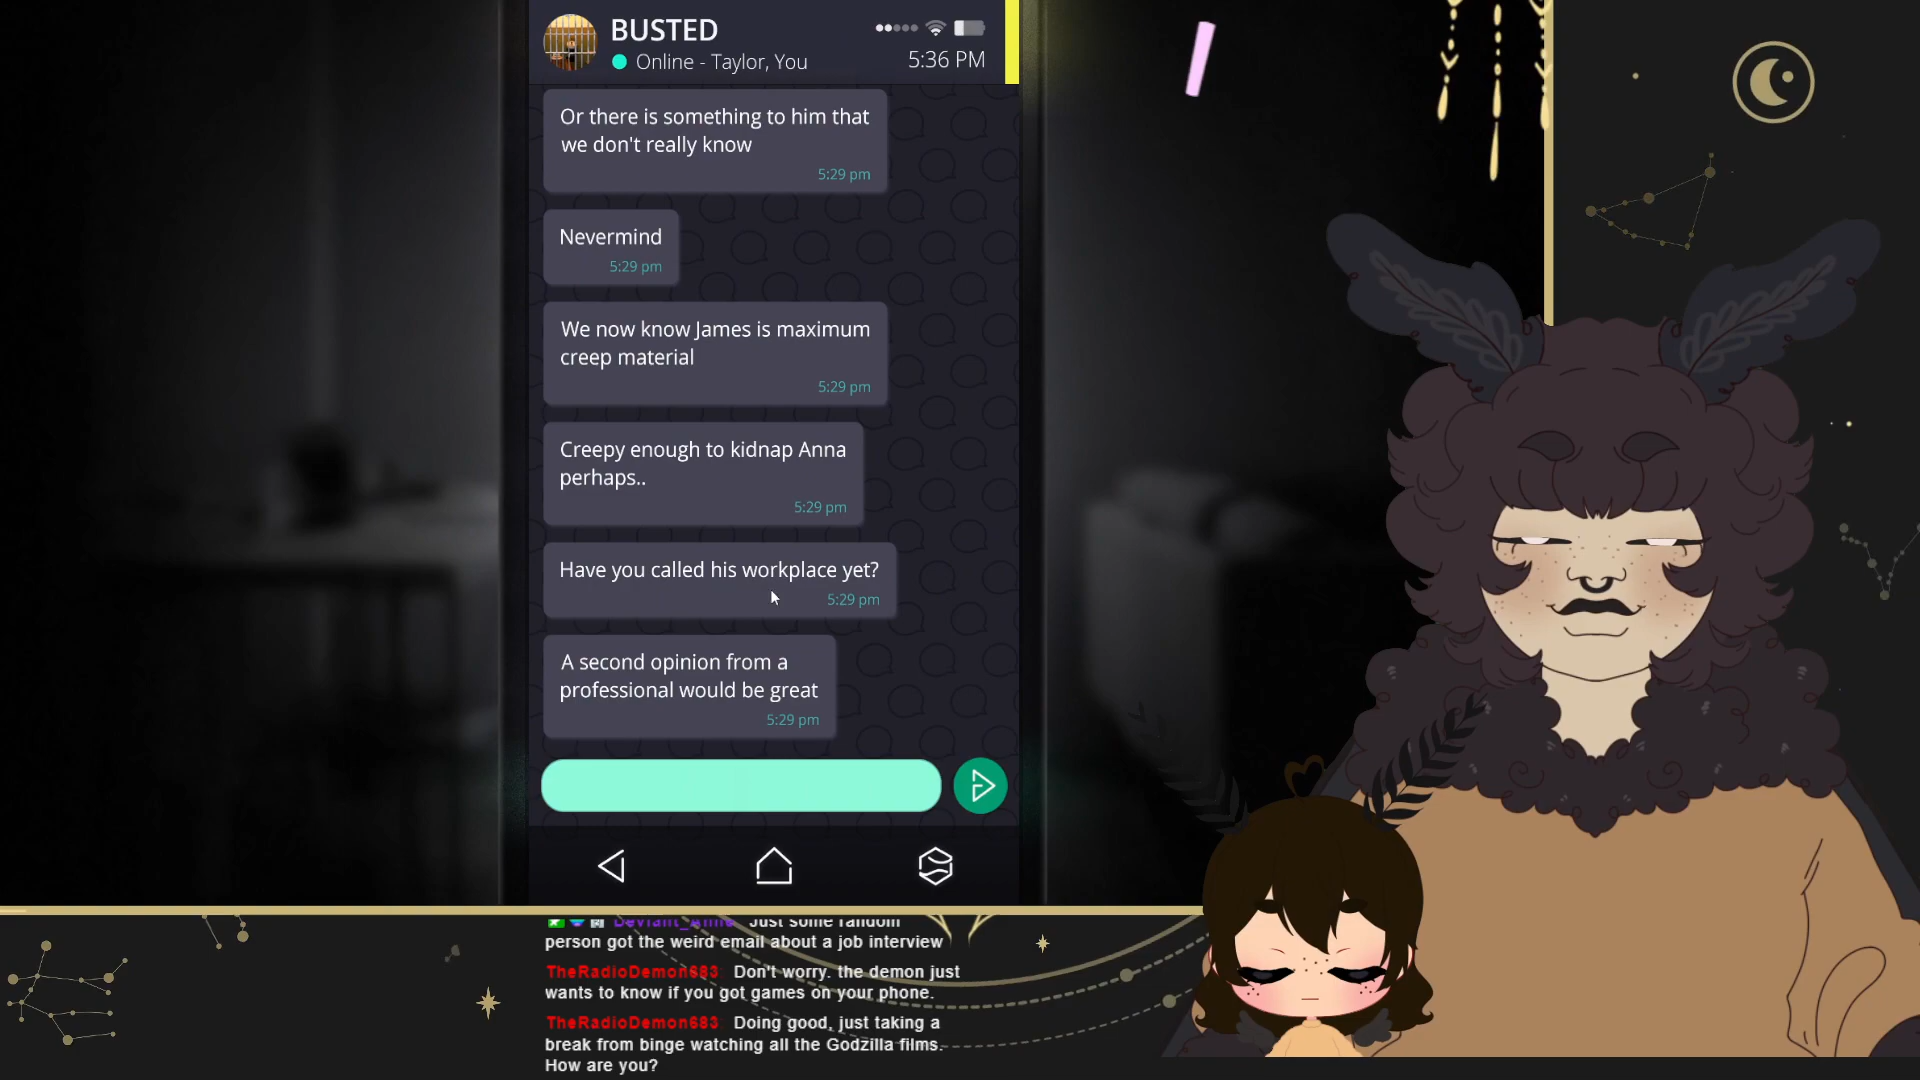 BUSTED
Online - Taylor, You
5:36 PM
Or there is something to him that
we don't really know
5:29 pm
Nevermind
5:29 pm
We now know James is maximum
creep material
5:29 pm
Creepy enough to kidnap Anna
perhaps..
5:29 pm
Have you called his workplace yet?
5:29 pm
A second opinion from a
professional would be great
5:29 pm
Deviant_Anne Just some random
person got the weird email about a job interview
TheRadioDemon683 Don't worry. the demon just
wants to know if you got games on your phone.
TheRadioDemon683 Doing good, just taking a
break from binge watching all the Godzilla films.
How are you?